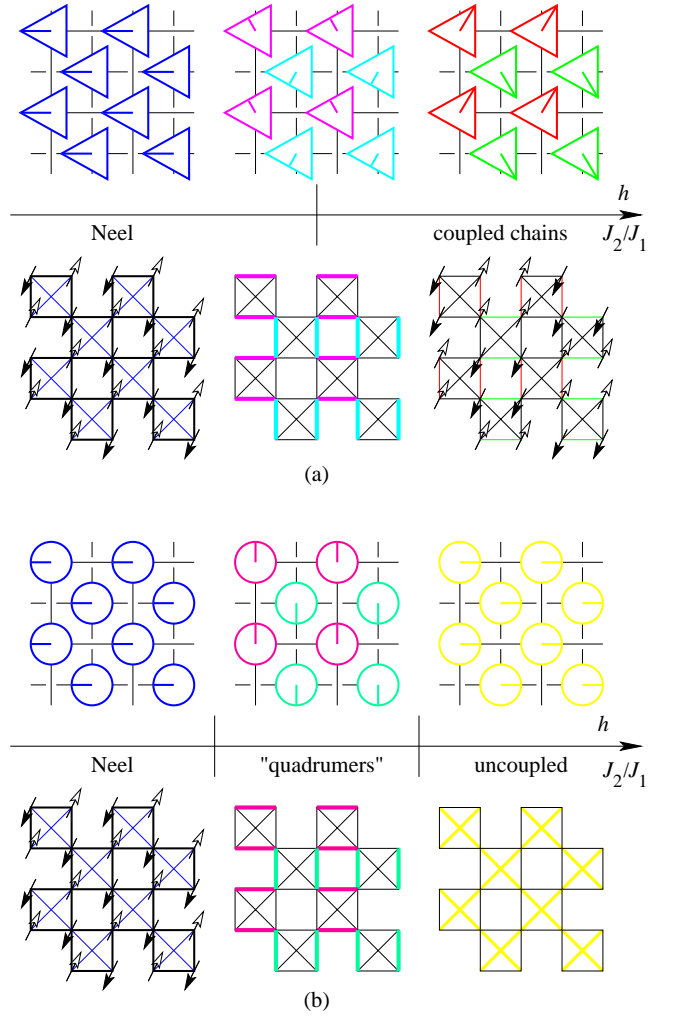 h
Neel coupled chains J2/J1
(a)
h
Neel "quadrumers" uncoupled J2/J1
(b)